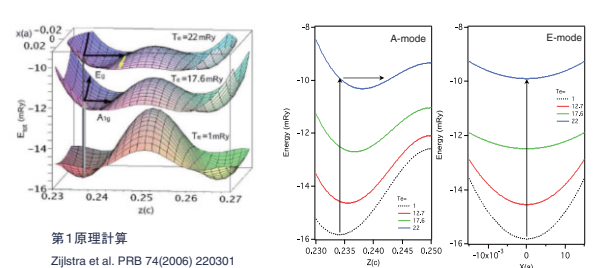 x(a)
0.02
0
-0.02
-10
-12
-14
-16
Etot (mRy)
Te=22mRy
Te=17.6mRy
Te=1mRy
Eg
A1g
0.23
0.24
0.25
0.26
0.27
z(c)
第1原理計算
Zijlstra et al. PRB 74(2006) 220301
A-mode
-8
-10
-12
-14
-16
Energy (mRy)
Te=
1
12.7
17.6
22
0.230
0.235
0.240
0.245
0.250
Z(c)
E-mode
-8
-10
-12
-14
-16
Energy (mRy)
Te=
1
12.7
17.6
22
-10x10-3
0
10
X(a)